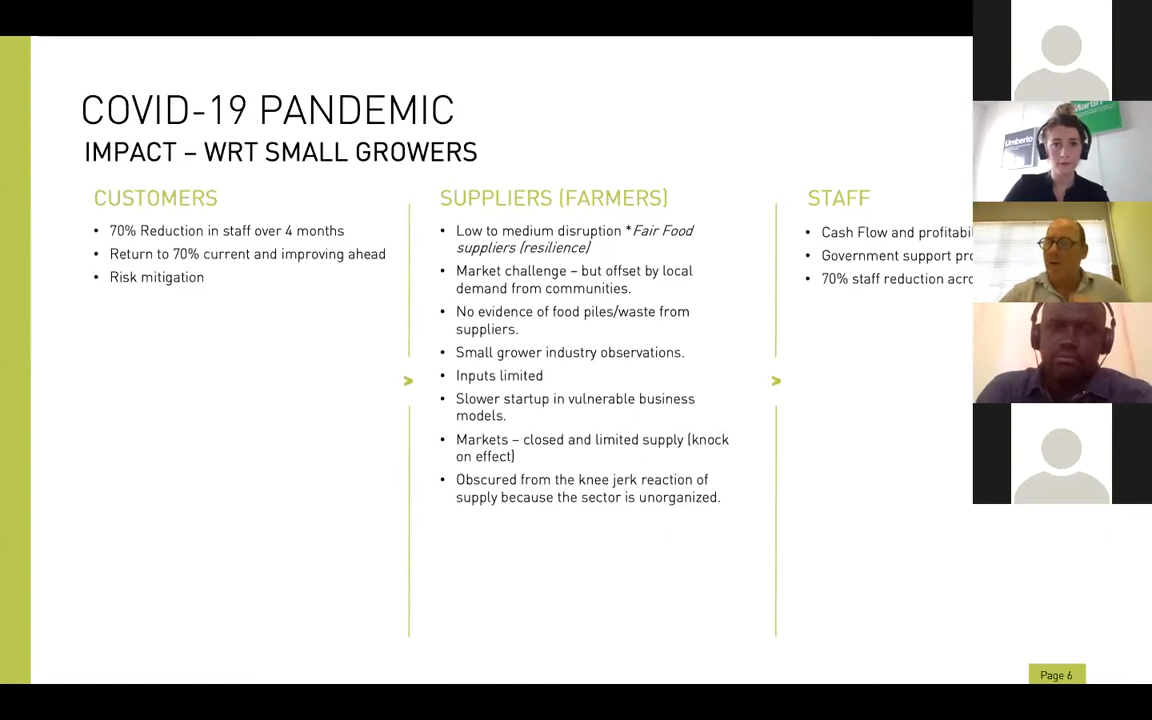 COVID-19 PANDEMIC
IMPACT – WRT SMALL GROWERS
CUSTOMERS
• 70% Reduction in staff over 4 months
• Return to 70% current and improving ahead
• Risk mitigation
>
SUPPLIERS (FARMERS)
• Low to medium disruption *Fair Food
suppliers (resilience)
• Market challenge – but offset by local
demand from communities.
• No evidence of food piles/waste from
suppliers.
• Small grower industry observations.
• Inputs limited
• Slower startup in vulnerable business
models.
• Markets – closed and limited supply (knock
on effect)
• Obscured from the knee jerk reaction of
supply because the sector is unorganized.
>
STAFF
• Cash Flow and
• Government support
• 70% staff reduction
Umberto
Martin
Page 6